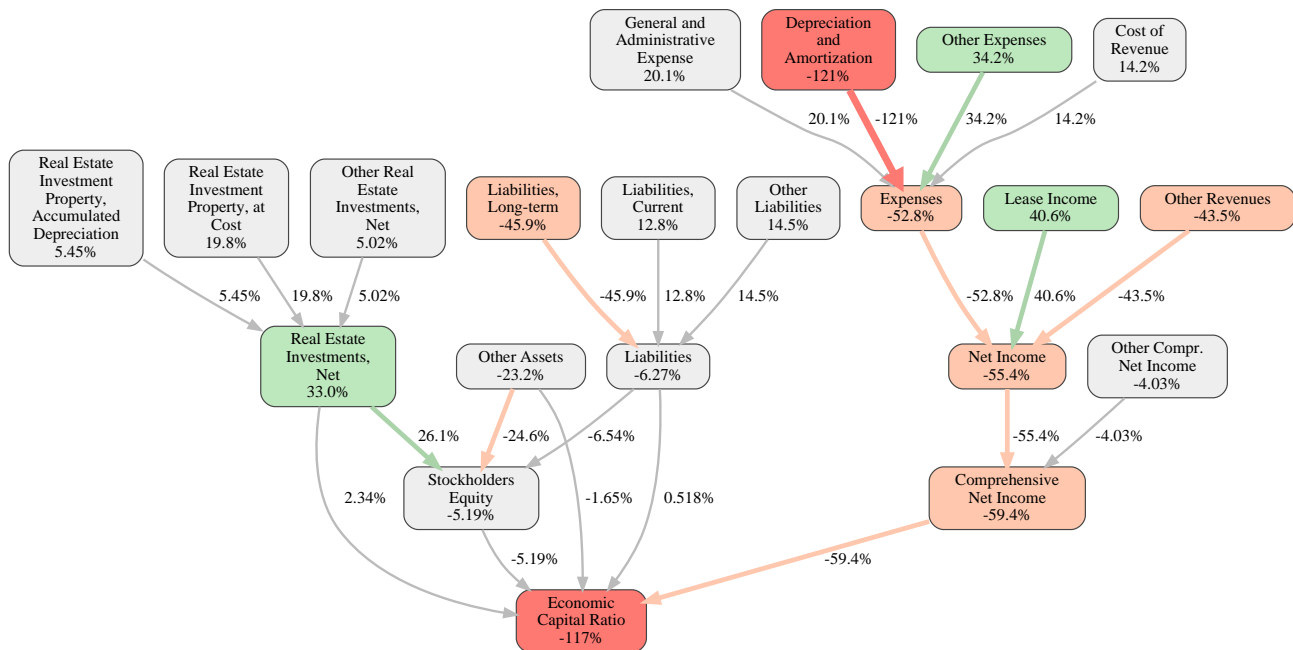 General and
Administrative
Expense
20.1%
Depreciation
and
Amortization
-121%
Other Expenses
34.2%
Cost of
Revenue
14.2%
20.1%
-121%
34.2%
14.2%
Real Estate
Investment
Property,
Accumulated
Depreciation
5.45%
Real Estate
Investment
Property, at
Cost
19.8%
Other Real
Estate
Investments,
Net
5.02%
Liabilities,
Long-term
-45.9%
Liabilities,
Current
12.8%
Other
Liabilities
14.5%
Expenses
-52.8%
Lease Income
40.6%
Other Revenues
-43.5%
5.45%
19.8%
5.02%
-45.9%
12.8%
14.5%
-52.8%
40.6%
-43.5%
Real Estate
Investments,
Net
33.0%
Other Assets
-23.2%
Liabilities
-6.27%
Net Income
-55.4%
Other Compr.
Net Income
-4.03%
26.1%
-24.6%
-6.54%
-55.4%
-4.03%
2.34%
Stockholders
Equity
-5.19%
-1.65%
0.518%
Comprehensive
Net Income
-59.4%
-5.19%
-59.4%
Economic
Capital Ratio
-117%